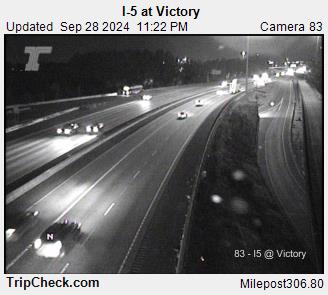 I-5 at Victory
Updated Sep 28 2024 11:22 PM Camera 83
T
N
83 - I5 @ Victory
TripCheck.com Milepost306.80